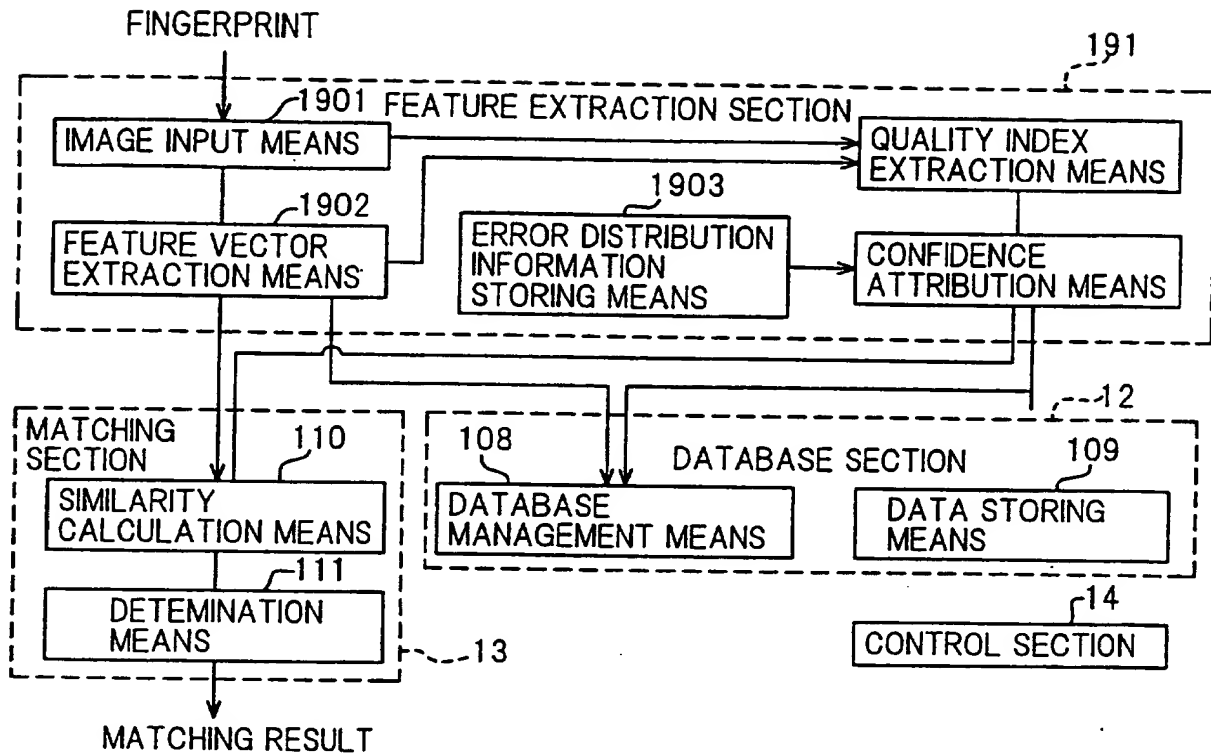 FINGERPRINT
191
1901
FEATURE EXTRACTION SECTION
IMAGE INPUT MEANS
QUALITY INDEX
EXTRACTION MEANS
1902
1903
FEATURE VECTOR
EXTRACTION MEANS
ERROR DISTRIBUTION
INFORMATION
STORING MEANS
CONFIDENCE
ATTRIBUTION MEANS
12
MATCHING
SECTION
110
108
DATABASE SECTION
109
SIMILARITY
CALCULATION MEANS
DATABASE
MANAGEMENT MEANS
DATA STORING
MEANS
111
DETEMINATION
MEANS
13
14
CONTROL SECTION
MATCHING RESULT